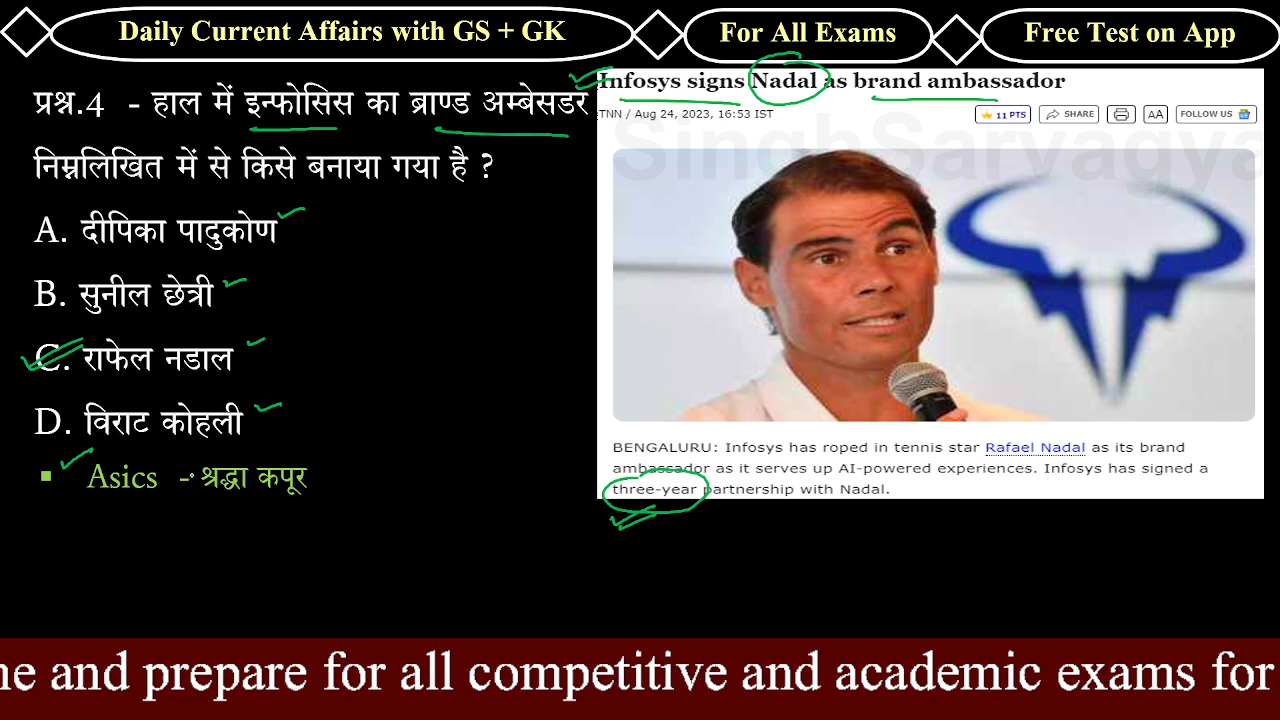 Daily Current Affairs with GS + GK
For All Exams
Free Test on App
प्रश्न.4 - हाल में इन्फोसिस का ब्राण्ड अम्बेसडर
निम्नलिखित में से किसे बनाया गया है ?
A. दीपिका पादुकोण
B. सुनील छेत्री
C. राफेल नडाल
D. विराट कोहली
▪ Asics - श्रद्धा कपूर
Infosys signs Nadal as brand ambassador
TNN / Aug 24, 2023, 16:53 IST
11 PTS
SHARE
AA
FOLLOW US
SinghSarvagya
BENGALURU: Infosys has roped in tennis star Rafael Nadal as its brand
ambassador as it serves up AI-powered experiences. Infosys has signed a
three-year partnership with Nadal.
ne and prepare for all competitive and academic exams for